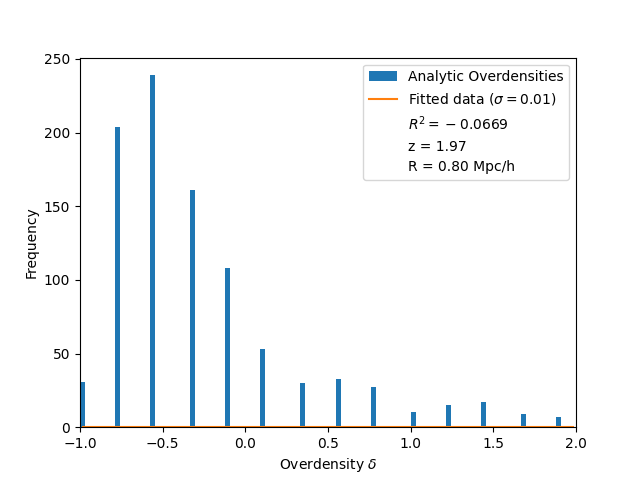 250
200
150
100
50
0
Frequency
−1.0 −0.5 0.0 0.5 1.0 1.5 2.0
Overdensity δ
Analytic Overdensities
Fitted data (σ = 0.01)
R² = −0.0669
z = 1.97
R = 0.80 Mpc/h